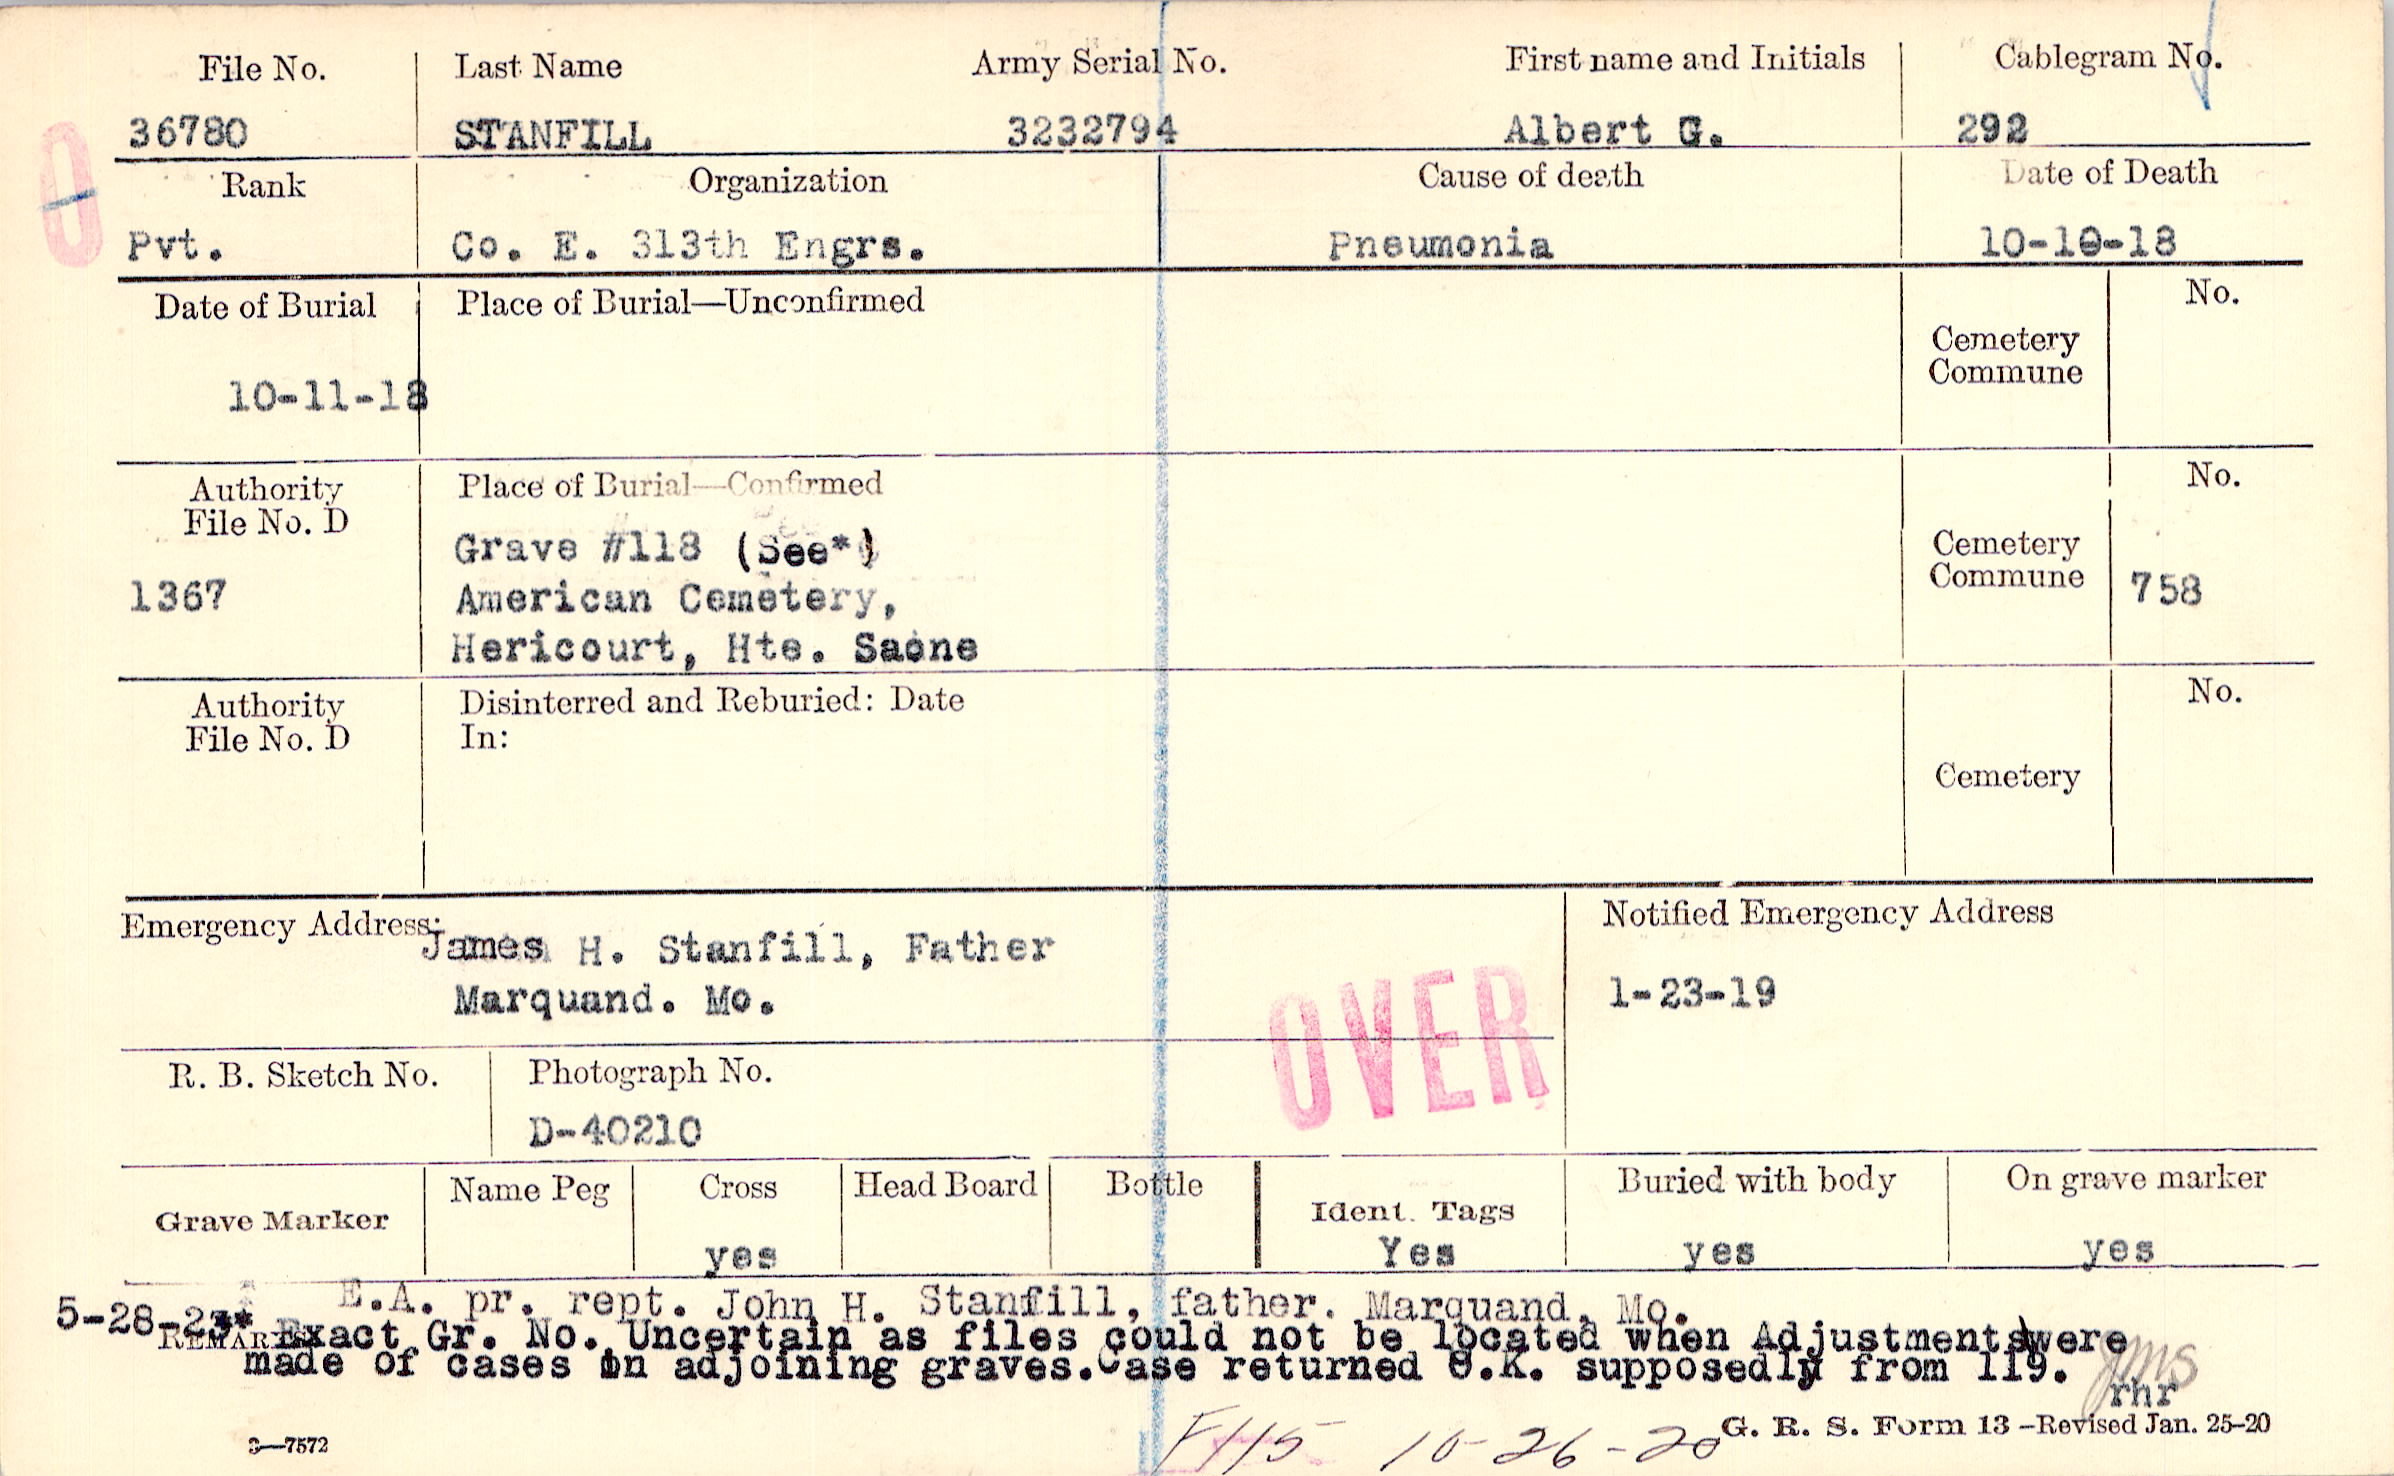 File No. Last Name Army Serial No. First name and Initials Cablegram No.
36780 STANFILL 3232794 Albert G. 292
Rank Organization Cause of death Date of Death
Pvt. Co. E. 313th Engrs. Pneumonia 10-10-18
Date of Burial Place of Burial—Unconfirmed No.
Cemetery
Commune
10-11-18
Authority Place of Burial—Confirmed No.
File No. D
Grave #118 (See*)
Cemetery
Commune
1367 American Cemetery, 758
Hericourt, Hte. Saone
Authority Disinterred and Reburied: Date No.
File No. D In:
Cemetery
Emergency Address: Notified Emergency Address
James H. Stanfill, Father
Marquand. Mo. 1-23-19
OVER
R. B. Sketch No. Photograph No.
D-40210
Name Peg Cross Head Board Bottle Buried with body On grave marker
Grave Marker Ident. Tags
yes Yes yes yes
E.A. pr. rept. John H. Stanfill, father. Marquand, Mo.
5-28-23* Exact Gr. No. Uncertain as files could not be located when Adjustments were
REMARKS
made of cases in adjoining graves. Case returned O.K. supposedly from 119.
JMS
rhr
G. R. S. Form 13—Revised Jan. 25-20
3—7572
10-26-20